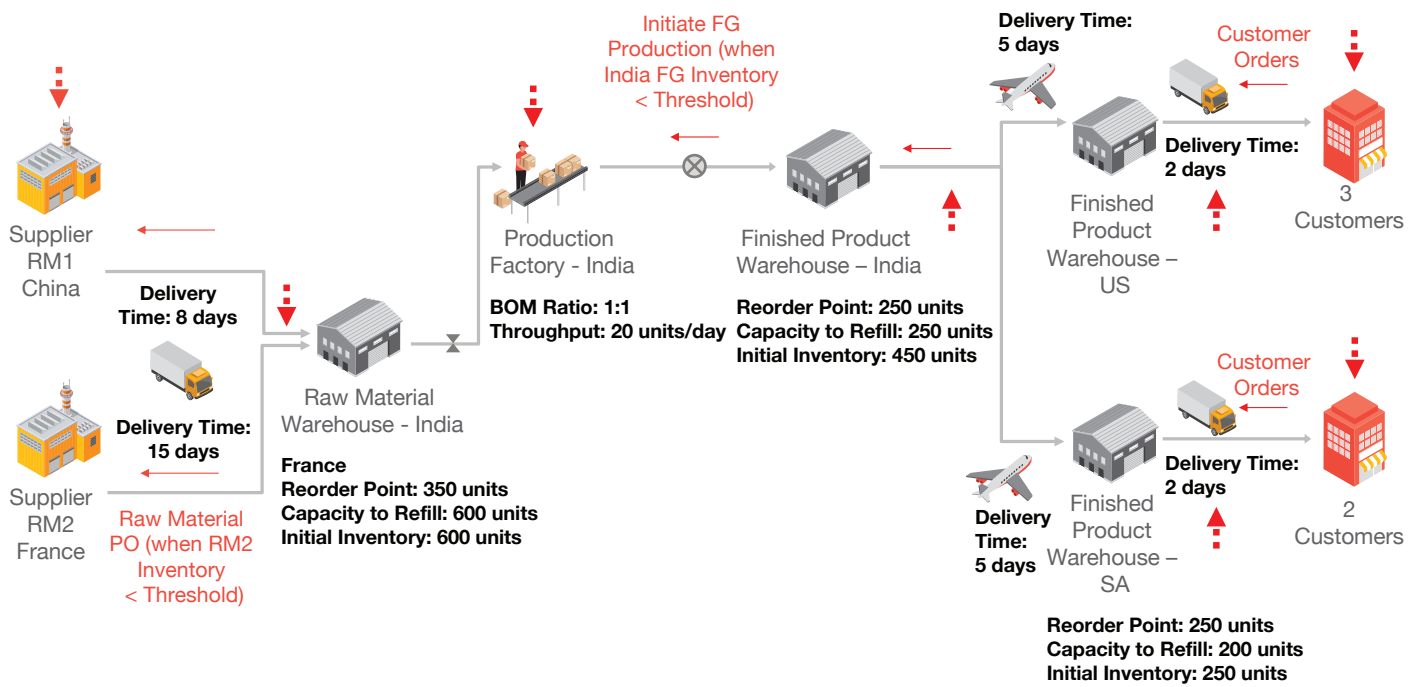 Supplier
RM1
China
Delivery
Time: 8 days
Delivery Time:
15 days
Supplier
RM2
France
Raw Material
PO (when RM2
Inventory
< Threshold)
Raw Material
Warehouse - India
France
Reorder Point: 350 units
Capacity to Refill: 600 units
Initial Inventory: 600 units
Production
Factory - India
BOM Ratio: 1:1
Throughput: 20 units/day
Initiate FG
Production (when
India FG Inventory
< Threshold)
Finished Product
Warehouse – India
Reorder Point: 250 units
Capacity to Refill: 250 units
Initial Inventory: 450 units
Delivery Time:
5 days
Finished
Product
Warehouse –
US
Customer
Orders
Delivery Time:
2 days
3
Customers
Delivery
Time:
5 days
Finished
Product
Warehouse –
SA
Customer
Orders
Delivery Time:
2 days
2
Customers
Reorder Point: 250 units
Capacity to Refill: 200 units
Initial Inventory: 250 units